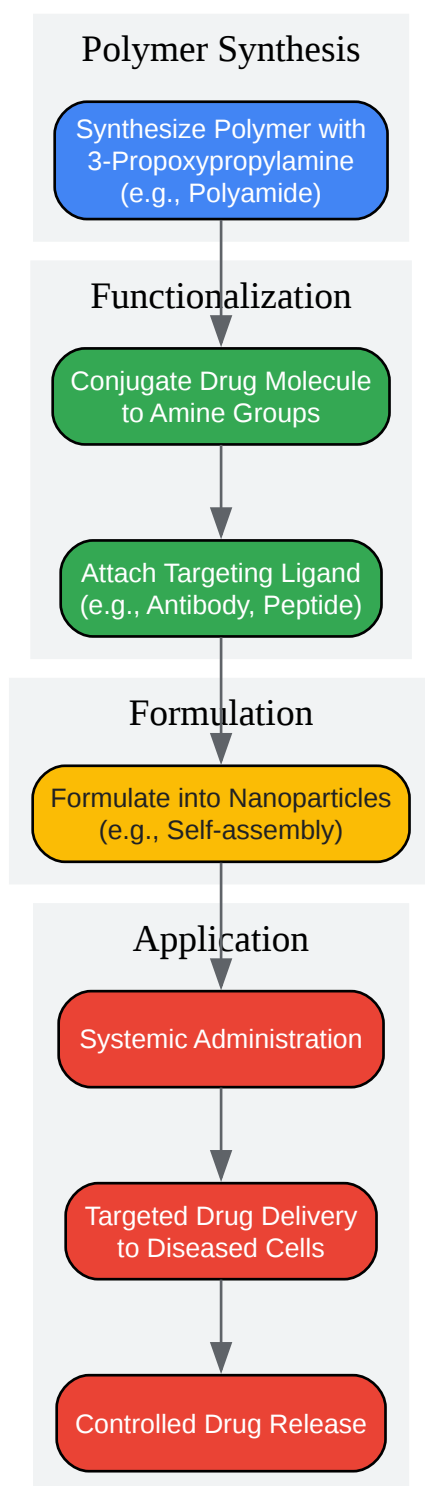 Polymer Synthesis
Synthesize Polymer with
3-Propoxypropylamine
(e.g., Polyamide)
Functionalization
Conjugate Drug Molecule
to Amine Groups
Attach Targeting Ligand
(e.g., Antibody, Peptide)
Formulation
Formulate into Nanoparticles
(e.g., Self-assembly)
Application
Systemic Administration
Targeted Drug Delivery
to Diseased Cells
Controlled Drug Release